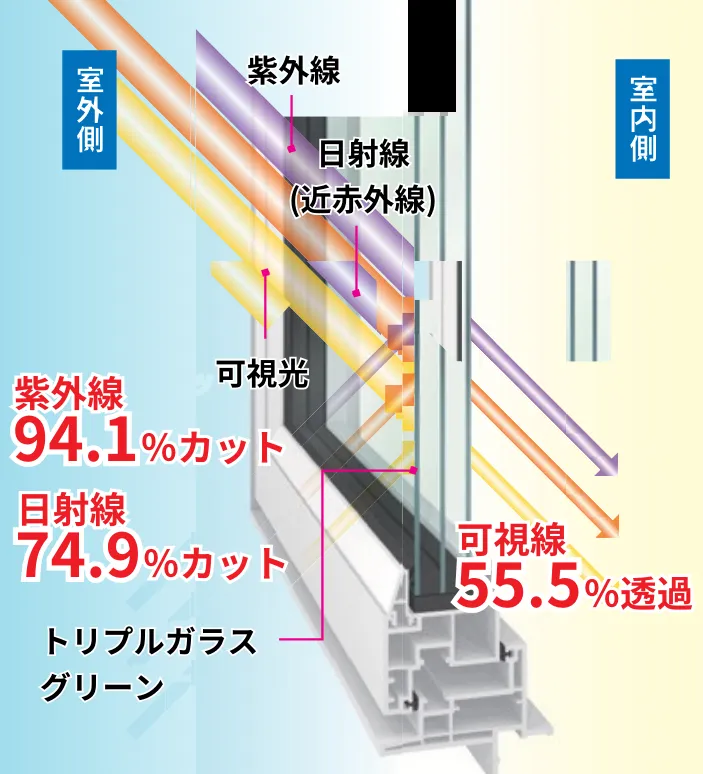 室外側
紫外線
室内側
日射線
(近赤外線)
可視光
紫外線
94.1%カット
日射線
74.9%カット
可視線
55.5%透過
トリプルガラス
グリーン